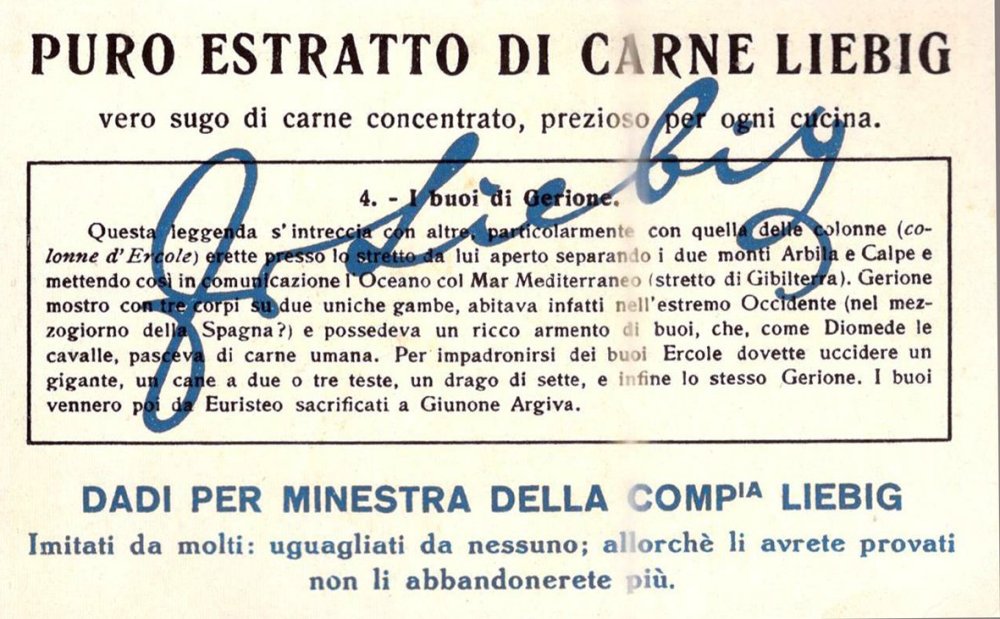 PURO ESTRATTO DI CARNE LIEBIG
vero sugo di carne concentrato, prezioso per ogni cucina.
4. - I buoi di Gerione.
Questa leggenda s'intreccia con altre, particolarmente con quella delle colonne (co-
lonne d'Ercole) erette presso lo stretto da lui aperto separando i due monti Arbila e Calpe e
mettendo così in comunicazione l'Oceano col Mar Mediterraneo (stretto di Gibilterra). Gerione
mostro con tre corpi su due uniche gambe, abitava infatti nell'estremo Occidente (nel mez-
zogiorno della Spagna?) e possedeva un ricco armento di buoi, che, come Diomede le
cavalle, pasceva di carne umana. Per impadronirsi dei buoi Ercole dovette uccidere un
gigante, un cane a due o tre teste, un drago di sette, e infine lo stesso Gerione. I buoi
vennero poi da Euristeo sacrificati a Giunone Argiva.
JvLiebig
DADI PER MINESTRA DELLA COMPIA LIEBIG
Imitati da molti: uguagliati da nessuno; allorchè li avrete provati
non li abbandonerete più.